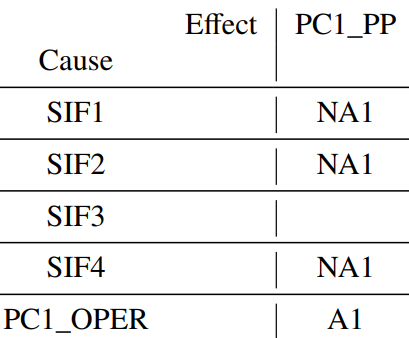 Effect PC1_PP
Cause
SIF1 NA1
SIF2 NA1
SIF3
SIF4 NA1
PC1_OPER A1